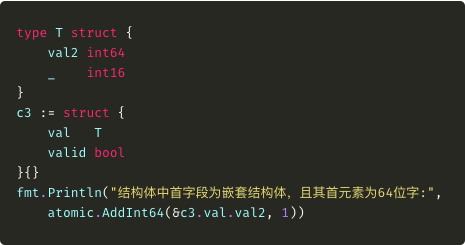 type T struct {
    val2 int64
    _    int16
}
c3 := struct {
    val   T
    valid bool
}{}
fmt.Println("结构体中首字段为嵌套结构体，且其首元素为64位字:",
    atomic.AddInt64(&c3.val.val2, 1))